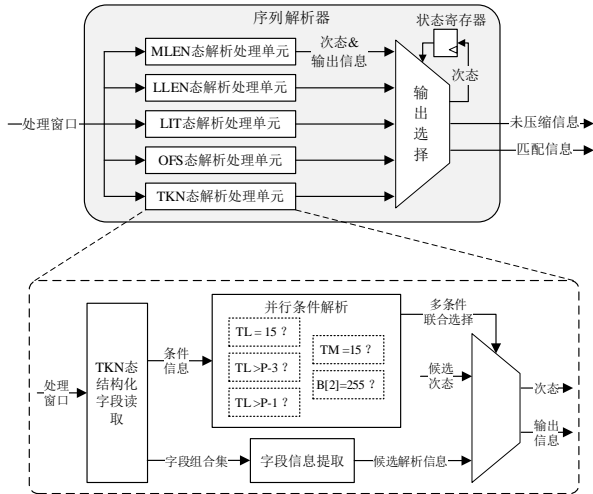 序列解析器
状态寄存器
MLEN态解析处理单元
次态&
输出信息
次态
LLEN态解析处理单元
处理窗口
LIT态解析处理单元
输出选择
未压缩信息
OFS态解析处理单元
匹配信息
TKN态解析处理单元
并行条件解析
多条件
联合选择
TL = 15 ?
TM =15 ?
TL >P-3 ?
B[2]=255 ?
TL >P-1 ?
条件
信息
TKN态
结构化
字段读
取
处理
窗口
候选
次态
次态
输出
信息
字段组合集
字段信息提取
候选解析信息